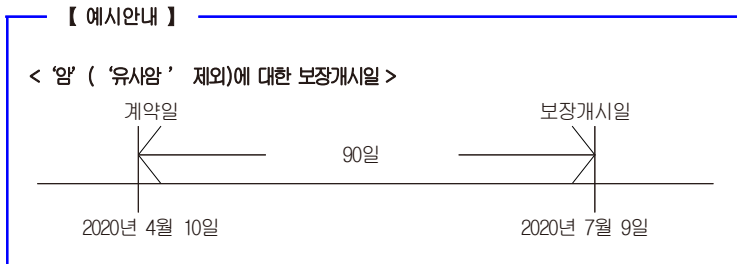 【 예시안내 】
< ‘암’ ( ‘유사암 ’ 제외)에 대한 보장개시일 >
계약일 보장개시일
90일
2020년 4월 10일 2020년 7월 9일